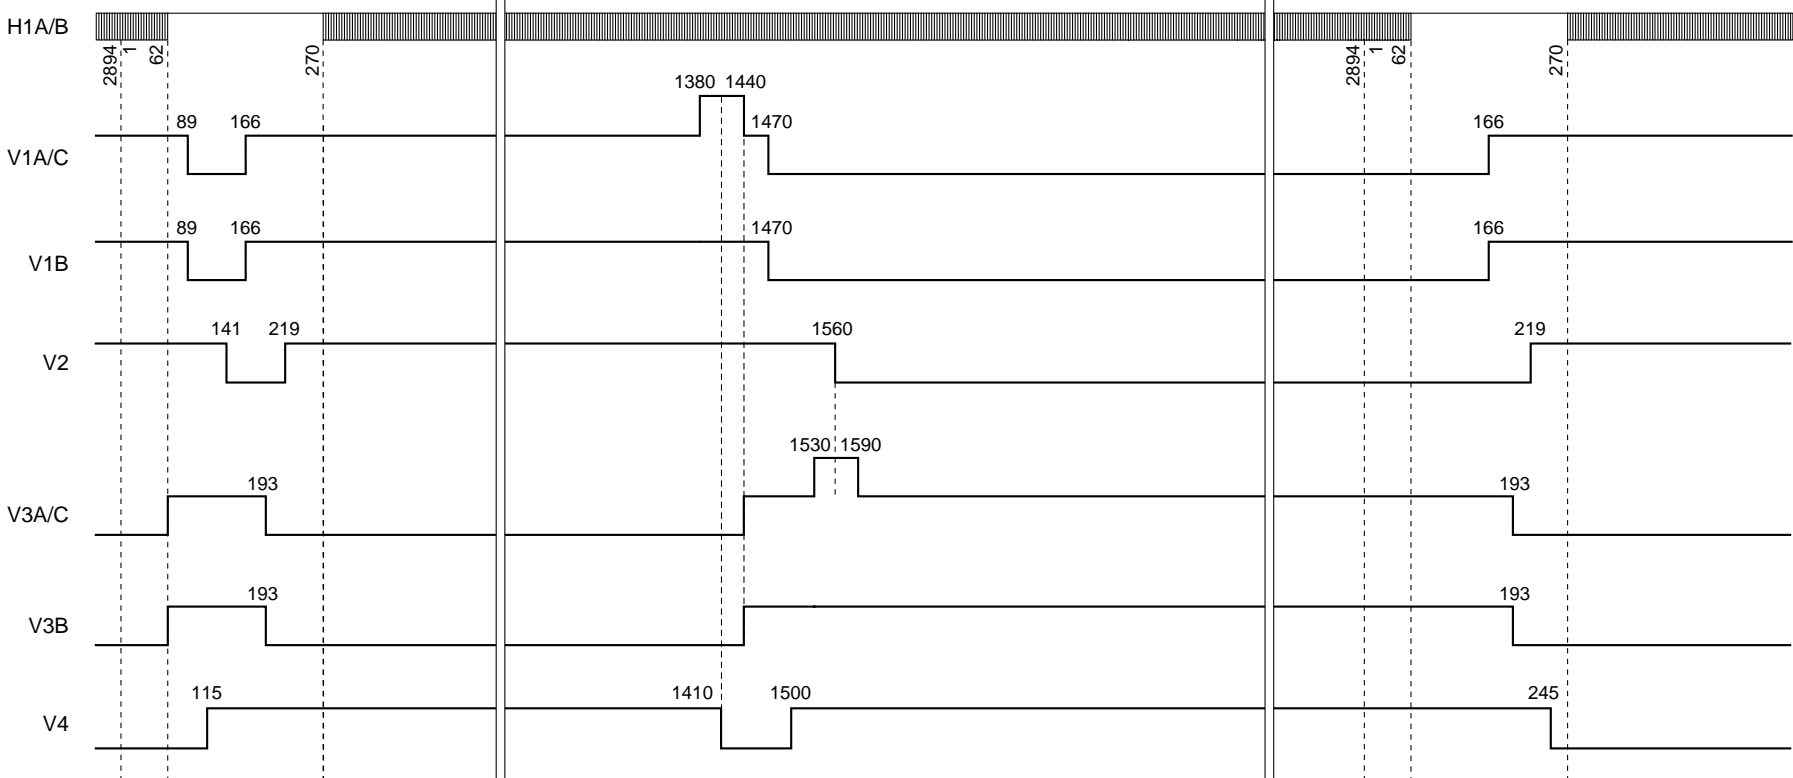 H1A/B
2894 1 62 270 2894 1 62 270
1380 1440
V1A/C 89 166 1470 166
V1B 89 166 1470 166
V2 141 219 1560 219
1530 1590
V3A/C 193 193
V3B 193 193
V4 115 1410 1500 245